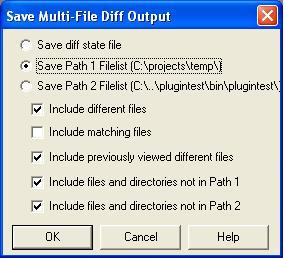 Save Multi-File Diff Output
Save diff state file
Save Path 1 Filelist (C:\projects\temp\)
Save Path 2 Filelist (C:\..\plugintest\bin\plugintest\
Include different files
Include matching files
Include previously viewed different files
Include files and directories not in Path 1
Include files and directories not in Path 2
OK Cancel Help